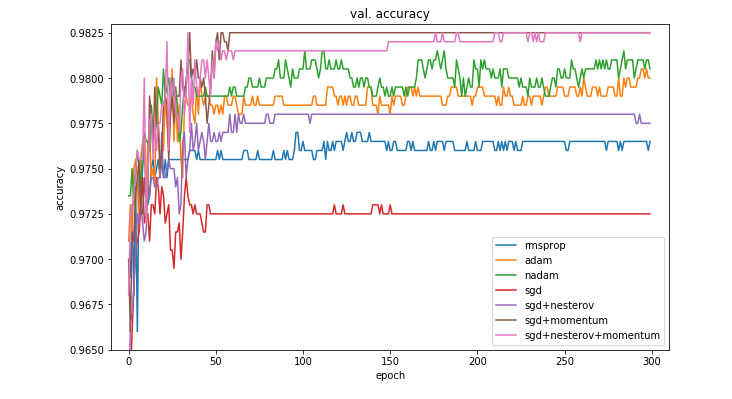 val. accuracy
accuracy
0.9825
0.9800
0.9775
0.9750
0.9725
0.9700
0.9675
0.9650
0 50 100 150 200 250 300
epoch
rmsprop
adam
nadam
sgd
sgd+nesterov
sgd+momentum
sgd+nesterov+momentum